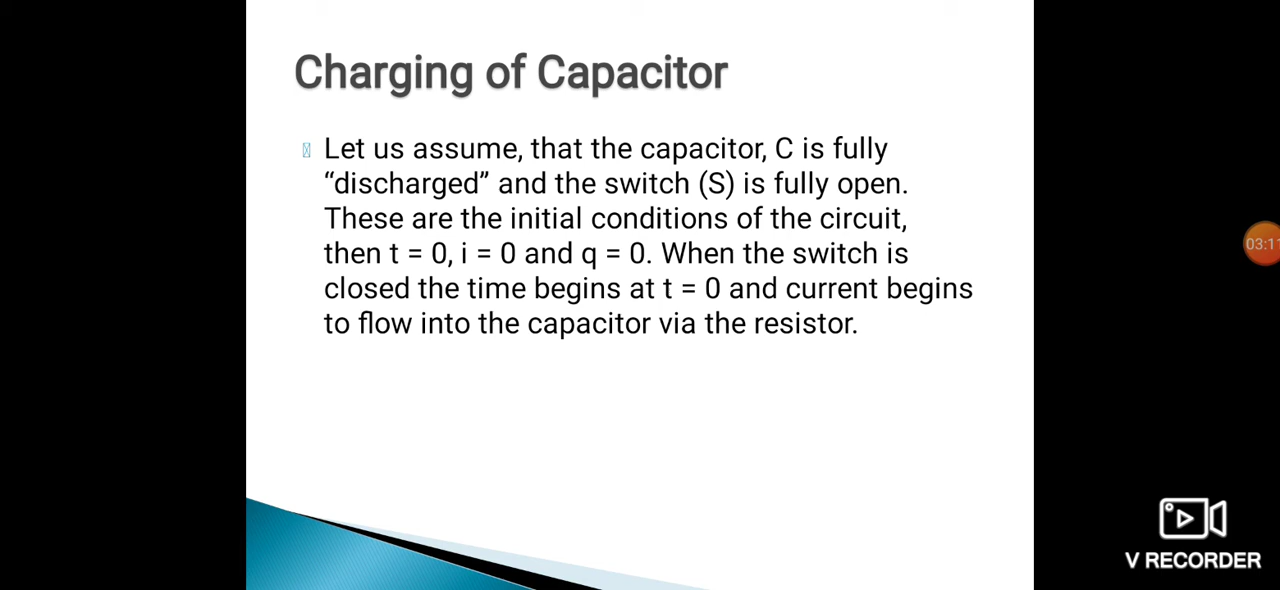 Charging of Capacitor
Let us assume, that the capacitor, C is fully
“discharged” and the switch (S) is fully open.
These are the initial conditions of the circuit,
then t = 0, i = 0 and q = 0. When the switch is
closed the time begins at t = 0 and current begins
to flow into the capacitor via the resistor.
03:11
V RECORDER